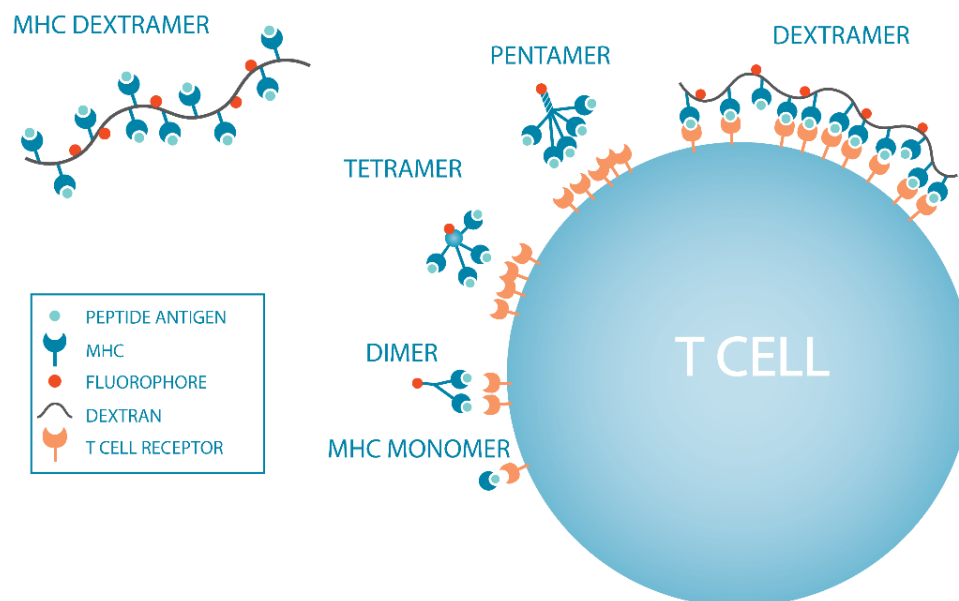 MHC DEXTRAMER
PENTAMER
DEXTRAMER
TETRAMER
PEPTIDE ANTIGEN
MHC
FLUOROPHORE
DEXTRAN
T CELL RECEPTOR
DIMER
MHC MONOMER
T CELL